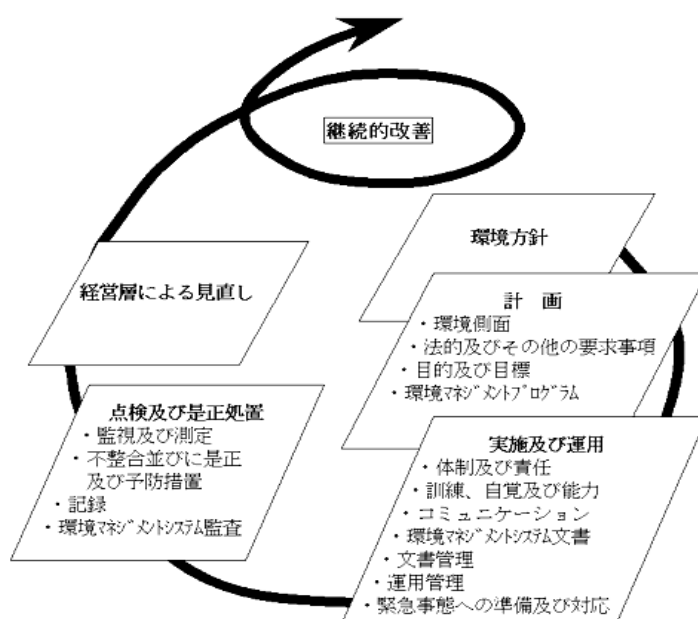 継続的改善
環境方針
計　画
・環境側面
・法的及びその他の要求事項
・目的及び目標
・環境ﾏﾈｼﾞﾒﾝﾄﾌﾟﾛｸﾞﾗﾑ
実施及び運用
・体制及び責任
・訓練、自覚及び能力
・コミュニケーション
・環境ﾏﾈｼﾞﾒﾝﾄｼｽﾃﾑ文書
・文書管理
・運用管理
・緊急事態への準備及び対応
点検及び是正処置
・監視及び測定
・不整合並びに是正
及び予防措置
・記録
・環境ﾏﾈｼﾞﾒﾝﾄｼｽﾃﾑ監査
経営層による見直し